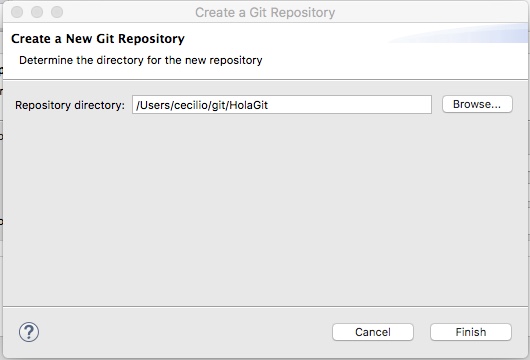 Create a Git Repository
Create a New Git Repository
Determine the directory for the new repository
Repository directory: /Users/cecilio/git/HolaGit Browse...
? Cancel Finish